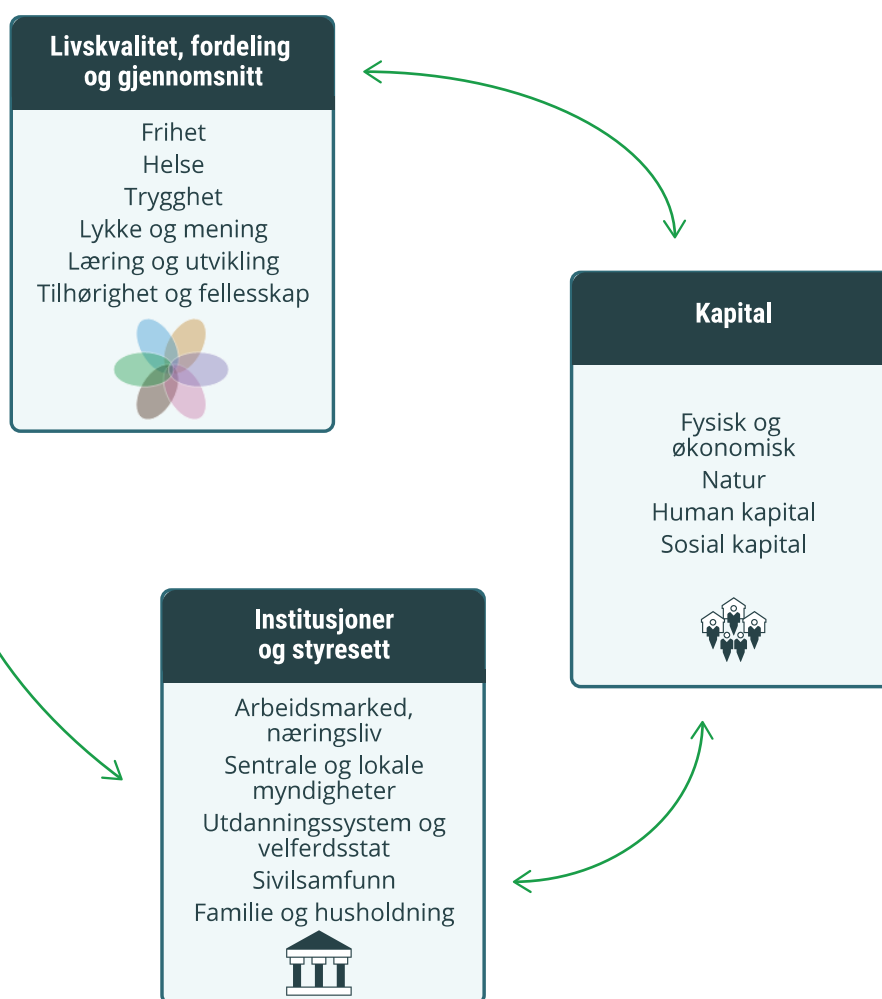 Livskvalitet, fordeling
og gjennomsnitt
Frihet
Helse
Trygghet
Lykke og mening
Læring og utvikling
Tilhørighet og fellesskap
Kapital
Fysisk og
økonomisk
Natur
Human kapital
Sosial kapital
Institusjoner
og styresett
Arbeidsmarked,
næringsliv
Sentrale og lokale
myndigheter
Utdanningssystem og
velferdsstat
Sivilsamfunn
Familie og husholdning